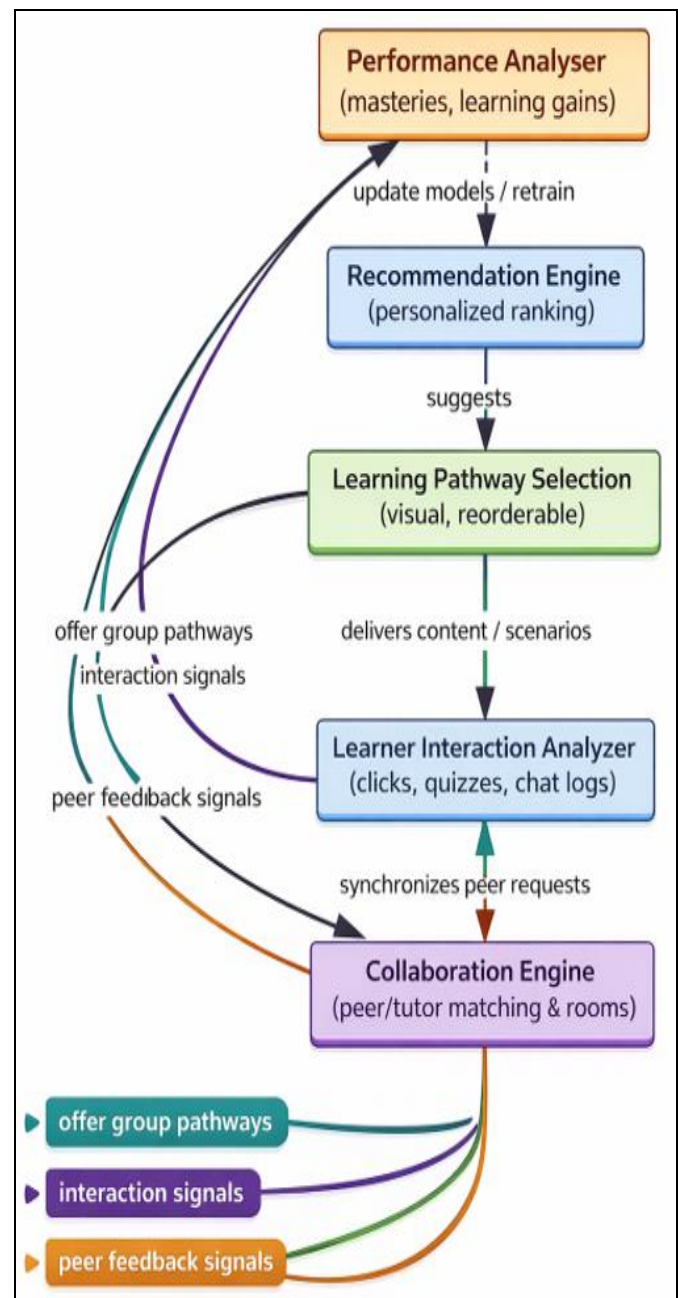 Performance Analyser
(masteries, learning gains)
update models / retrain
Recommendation Engine
(personalized ranking)
suggests
Learning Pathway Selection
(visual, reorderable)
offer group pathways
delivers content / scenarios
interaction signals
Learner Interaction Analyzer
(clicks, quizzes, chat logs)
peer feedback signals
synchronizes peer requests
Collaboration Engine
(peer/tutor matching & rooms)
offer group pathways
interaction signals
peer feedback signals